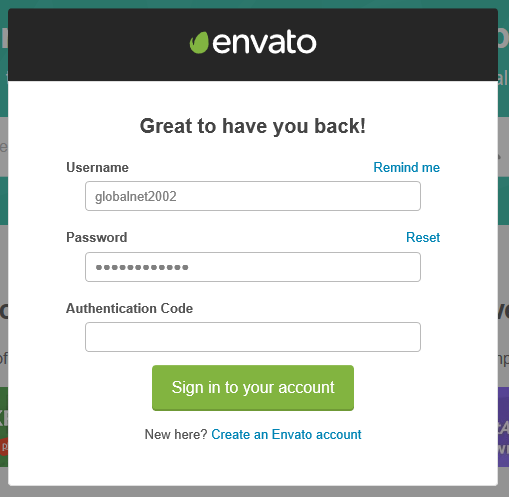 envato
Great to have you back!
Username Remind me
globalnet2002
Password Reset
Authentication Code
Sign in to your account
New here? Create an Envato account